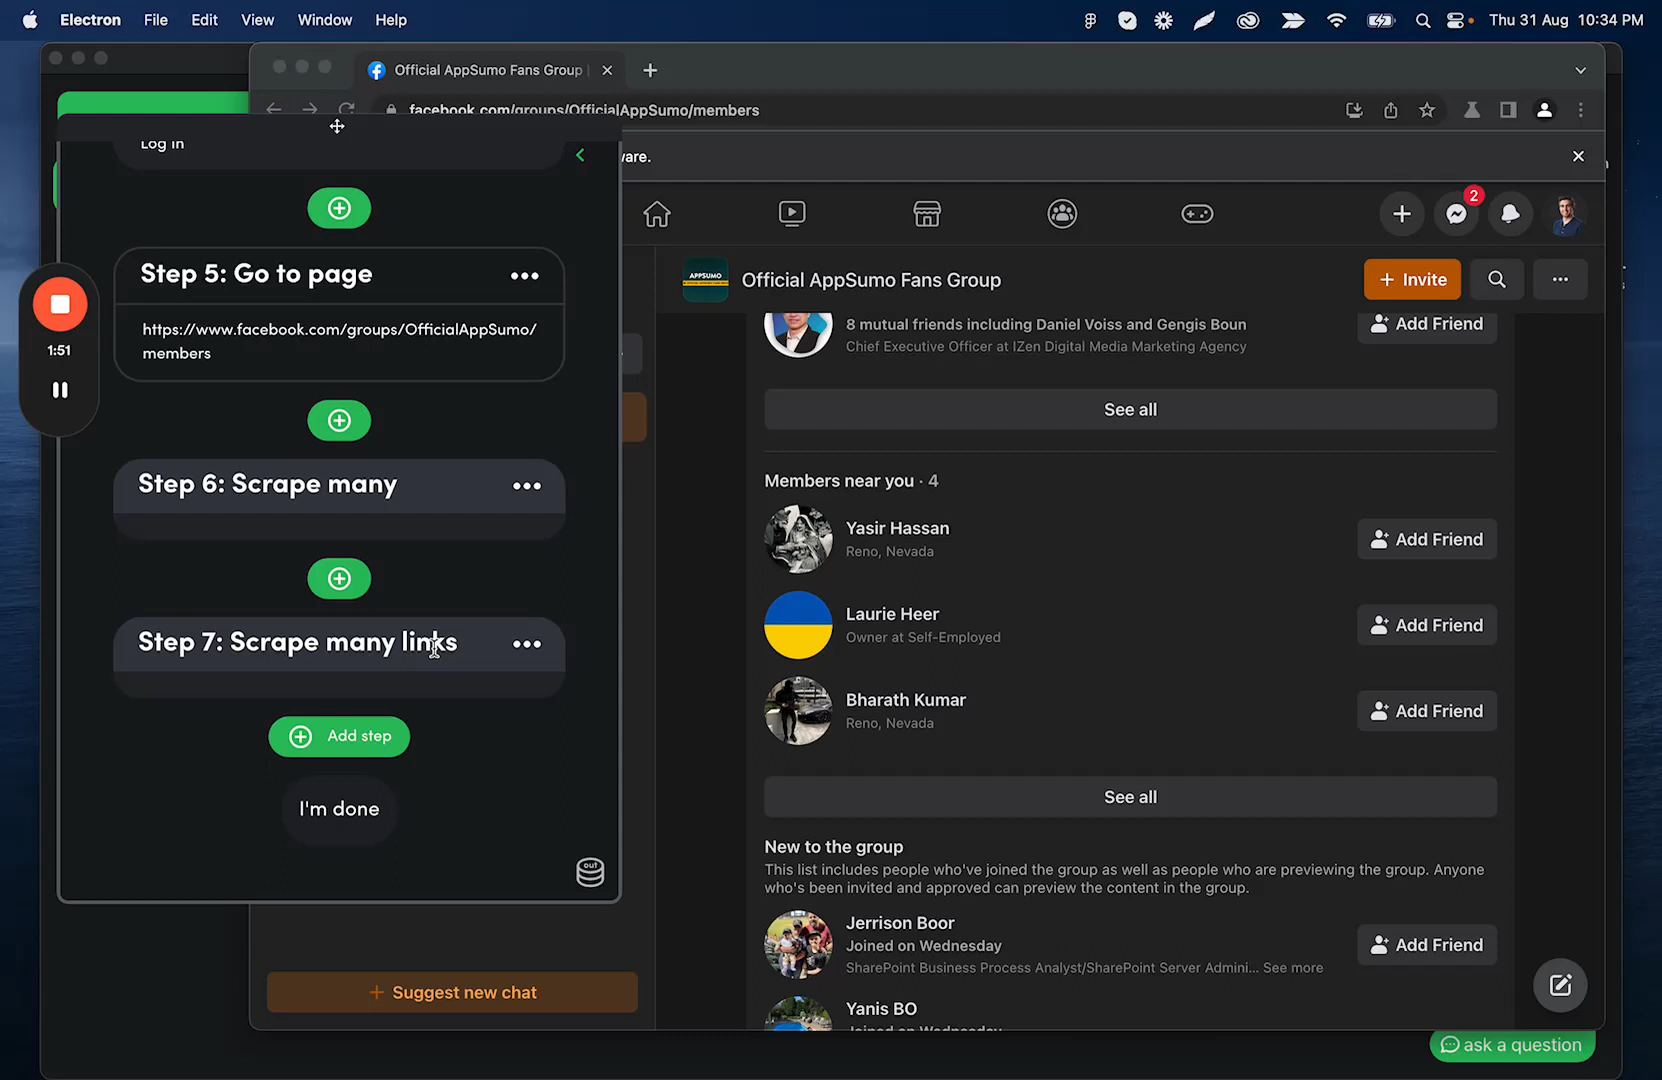 Electron File Edit View Window Help
Thu 31 Aug 10:34 PM
Official AppSumo Fans Group
facebook.com/groups/OfficialAppSumo/members
Log in
ware.
2
Step 5: Go to page
https://www.facebook.com/groups/OfficialAppSumo/
members
1:51
Step 6: Scrape many
Step 7: Scrape many links
Add step
I'm done
OUT
APPSUMO
Official AppSumo Fans Group
Invite
8 mutual friends including Daniel Voiss and Gengis Boun
Chief Executive Officer at IZen Digital Media Marketing Agency
Add Friend
See all
Members near you · 4
Yasir Hassan
Reno, Nevada
Add Friend
Laurie Heer
Owner at Self-Employed
Add Friend
Bharath Kumar
Reno, Nevada
Add Friend
See all
New to the group
This list includes people who've joined the group as well as people who are previewing the group. Anyone
who's been invited and approved can preview the content in the group.
Jerrison Boor
Joined on Wednesday
SharePoint Business Process Analyst/SharePoint Server Admini... See more
Add Friend
Yanis BO
Joined on Wednesday
+ Suggest new chat
ask a question